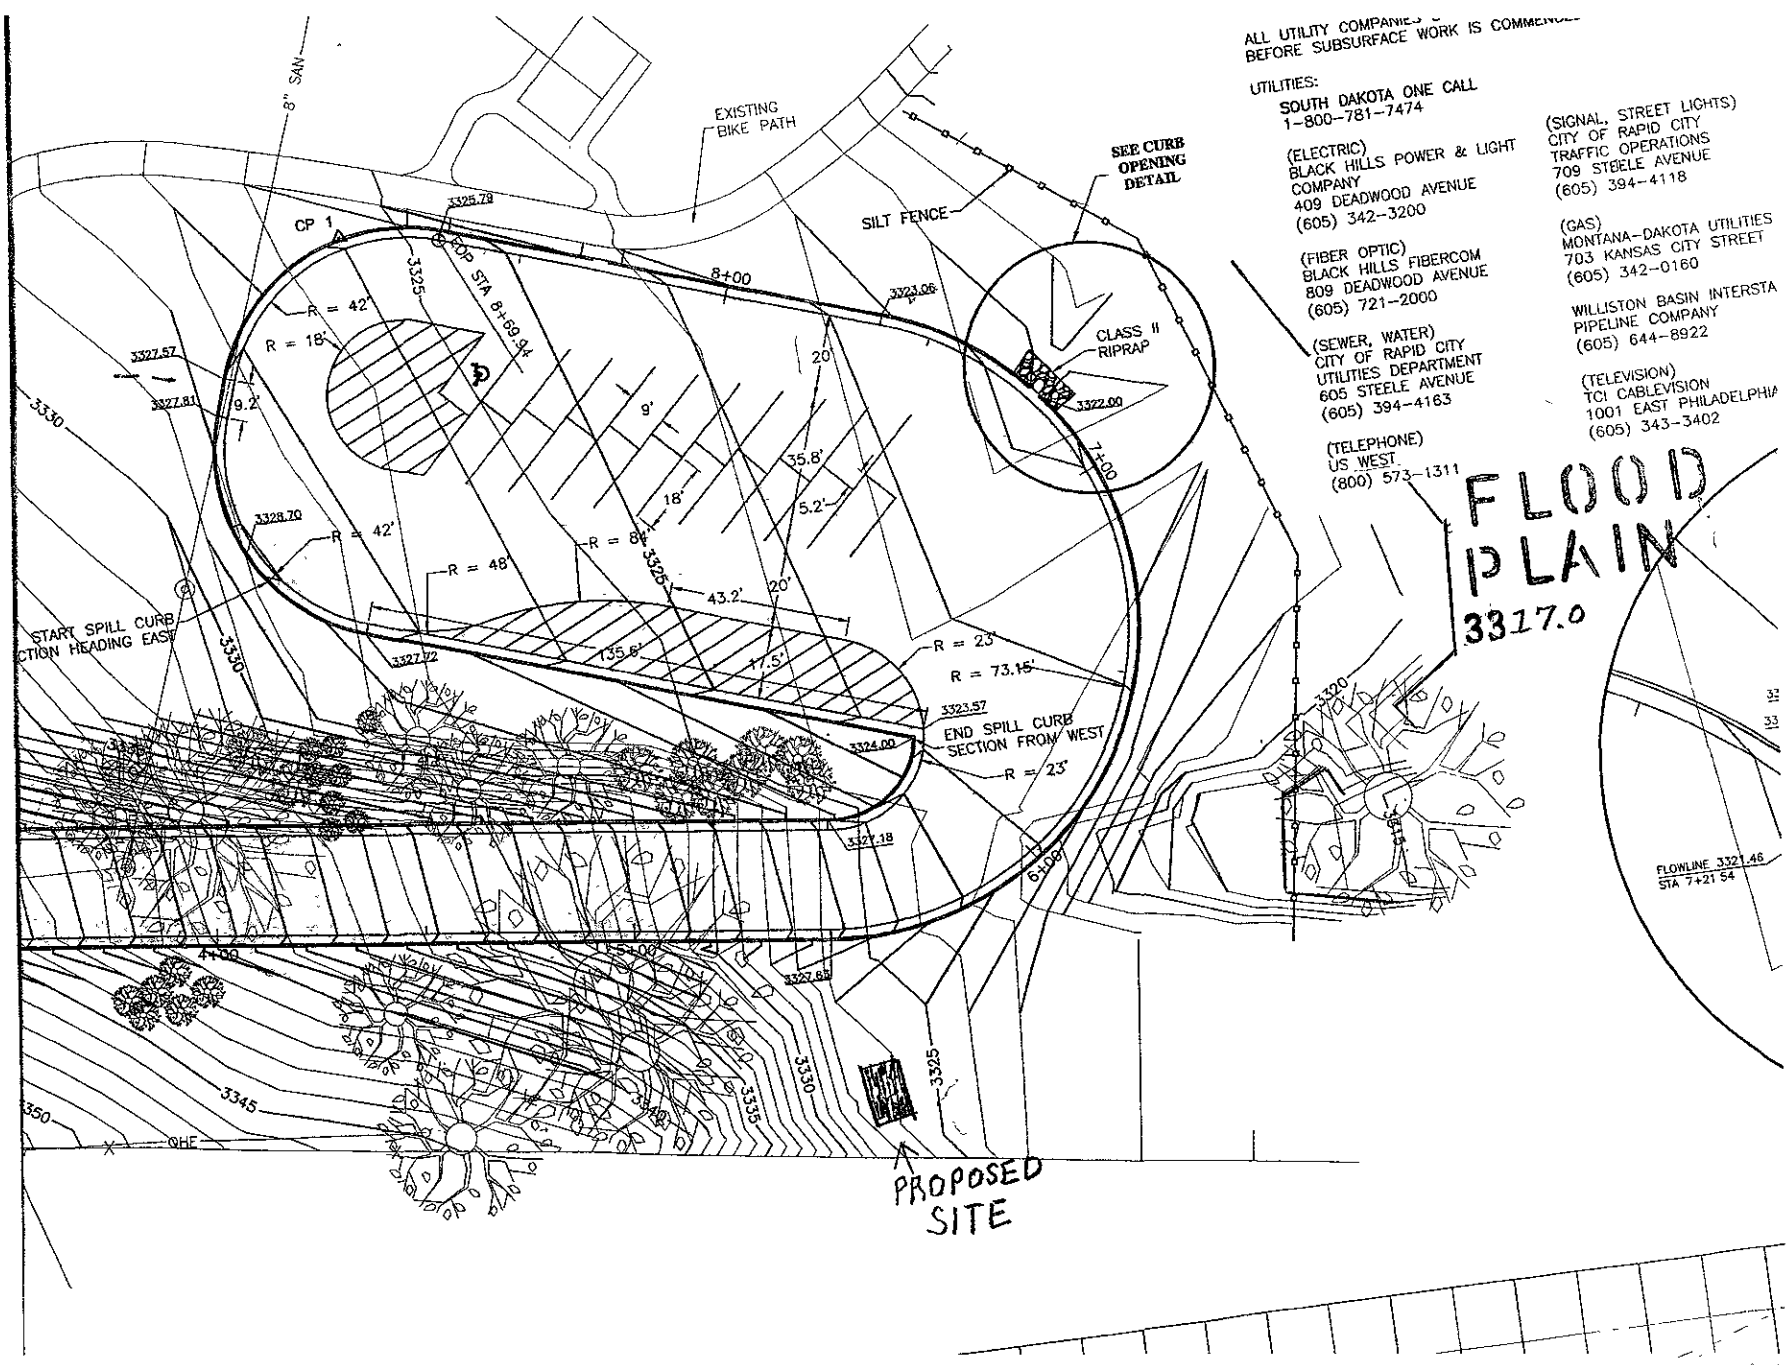 ALL UTILITY COMPANIES
BEFORE SUBSURFACE WORK IS COMMENCED
UTILITIES:
SOUTH DAKOTA ONE CALL
1-800-781-7474
(ELECTRIC)
BLACK HILLS POWER & LIGHT
COMPANY
409 DEADWOOD AVENUE
(605) 342-3200
(FIBER OPTIC)
BLACK HILLS FIBERCOM
809 DEADWOOD AVENUE
(605) 721-2000
(SEWER, WATER)
CITY OF RAPID CITY
UTILITIES DEPARTMENT
605 STEELE AVENUE
(605) 394-4163
(TELEPHONE)
US WEST
(800) 573-1311
(SIGNAL, STREET LIGHTS)
CITY OF RAPID CITY
TRAFFIC OPERATIONS
709 STEELE AVENUE
(605) 394-4118
(GAS)
MONTANA-DAKOTA UTILITIES
703 KANSAS CITY STREET
(605) 342-0160
WILLISTON BASIN INTERSTA
PIPELINE COMPANY
(605) 644-8922
(TELEVISION)
TCI CABLEVISION
1001 EAST PHILADELPHIA
(605) 343-3402
FLOOD
PLAIN
3317.0
8" SAN
EXISTING
BIKE PATH
SEE CURB
OPENING
DETAIL
SILT FENCE
CP 1
3325.79
EOP STA 8+69.94
3325
8+00
3323.06
CLASS II
RIPRAP
3322.00
7+00
R = 42'
R = 18'
3327.57
3327.81
9.2'
3330
20'
9'
35.8'
18'
5.2'
3328.70
R = 42'
R = 84'
R = 48'
3325
43.2'
20'
START SPILL CURB
CTION HEADING EAST
3330
3327.72
135.6'
17.5'
R = 23'
R = 73.15'
3323.57
END SPILL CURB
SECTION FROM WEST
3324.00
R = 23'
3320
3315
3327.18
6+00
4+00
5+00
3327.65
FLOWLINE 3321.46
STA 7+21.54
33
33
3325
3330
3335
3340
3345
3350
OHE
PROPOSED
SITE